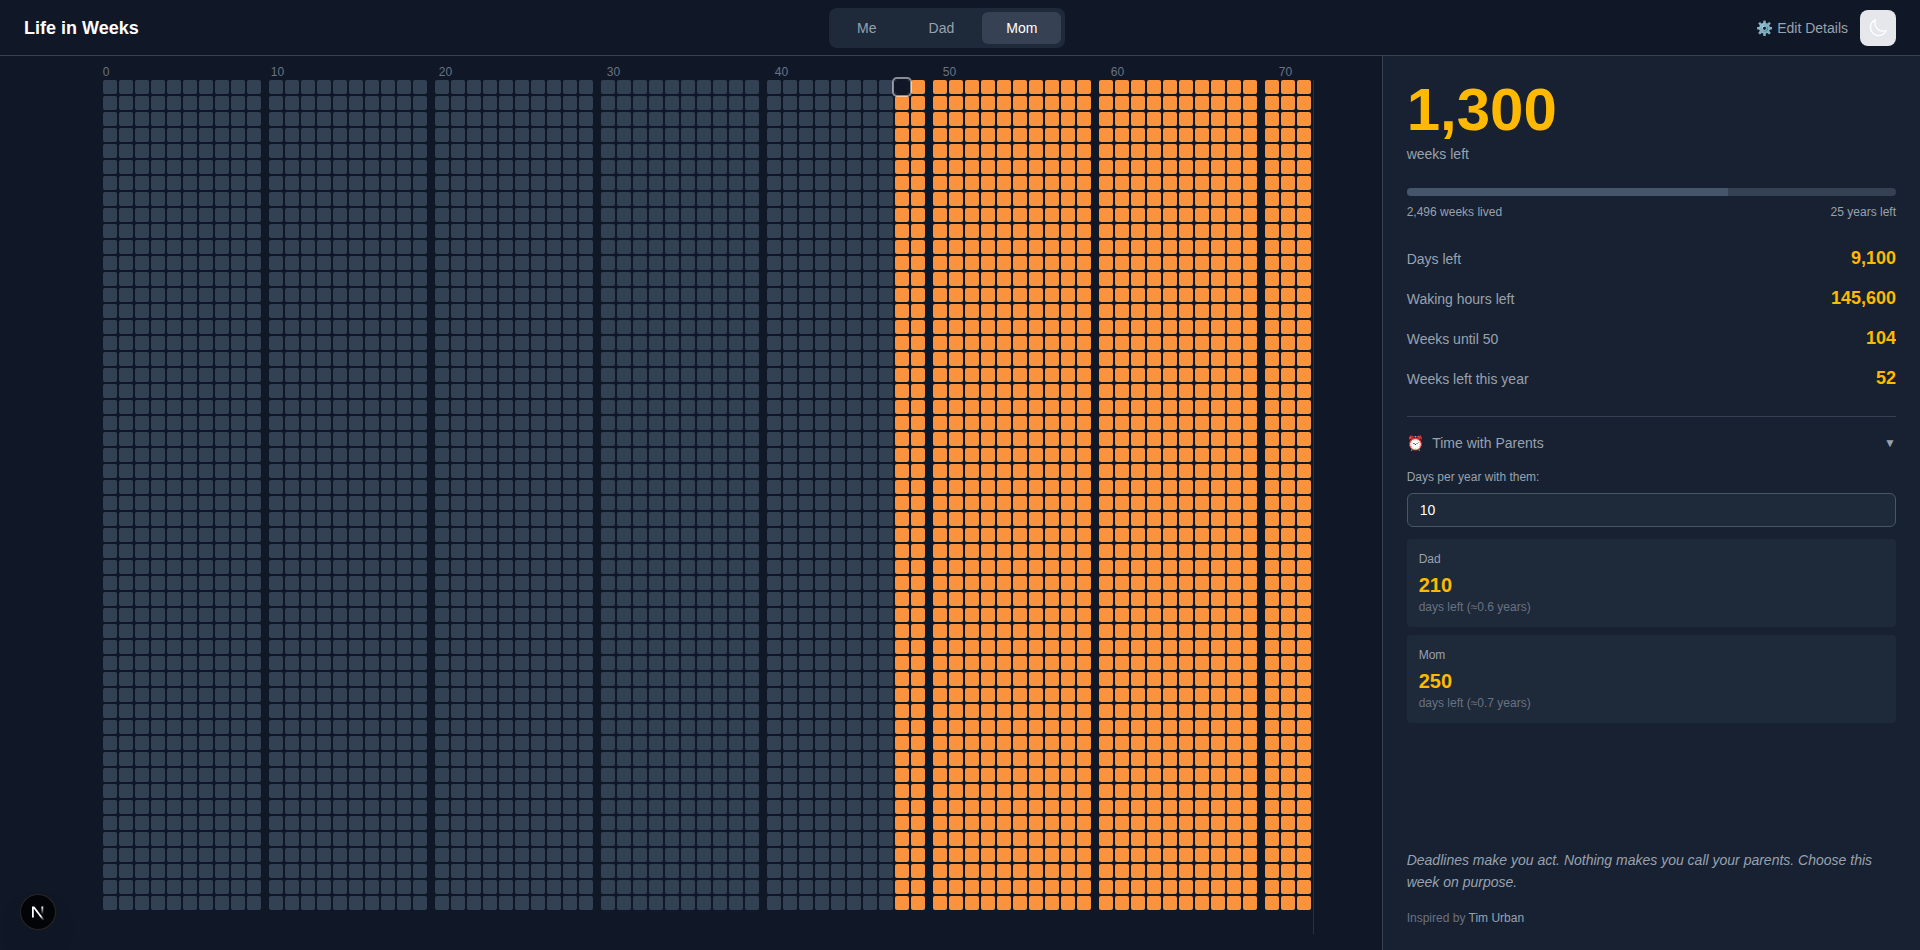 Life in Weeks
Me Dad Mom
⚙️ Edit Details
0 10 20 30 40 50 60 70
1,300
weeks left
2,496 weeks lived 25 years left
Days left 9,100
Waking hours left 145,600
Weeks until 50 104
Weeks left this year 52
⏰ Time with Parents ▼
Days per year with them:
10
Dad
210
days left (≈0.6 years)
Mom
250
days left (≈0.7 years)
Deadlines make you act. Nothing makes you call your parents. Choose this
week on purpose.
Inspired by Tim Urban
N